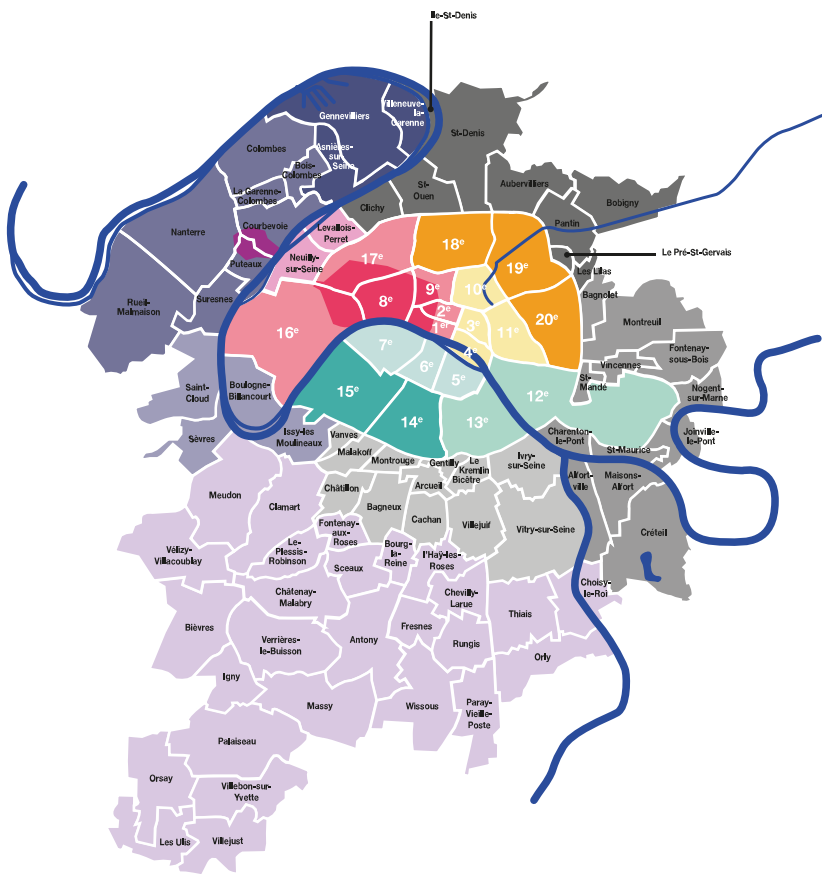 Ile-St-Denis
Villeneuve-
la-
Garenne
Gennevilliers
St-Denis
Colombes
Asnières-
sur-
Seine
Bois-
Colombes
La Garenne-
Colombes
St-
Ouen
Aubervilliers
Bobigny
Clichy
Courbevoie
Levallois-
Perret
Pantin
Nanterre
Puteaux
Neuilly-
sur-Seine
17e
18e
19e
Le Pré-St-Gervais
Les Lilas
Rueil-
Malmaison
Suresnes
8e
9e
10e
Bagnolet
Montreuil
16e
2e
1er
3e
11e
20e
4e
Fontenay-
sous-Bois
7e
6e
5e
Vincennes
St-
Mandé
Saint-
Cloud
Boulogne-
Billancourt
15e
14e
13e
12e
Nogent-
sur-Marne
Sèvres
Issy-les
Moulineaux
Vanves
Malakoff
Montrouge
Gentilly
Le
Kremlin
Bicêtre
Ivry-
sur-Seine
Charenton-
le-Pont
St-Maurice
Joinville-
le-Pont
Meudon
Clamart
Châtillon
Bagneux
Arcueil
Cachan
Villejuif
Vitry-sur-Seine
Alfort-
ville
Maisons-
Alfort
Créteil
Vélizy-
Villacoublay
Le-
Plessis-
Robinson
Fontenay-
aux-
Roses
Sceaux
Bourg-
la-
Reine
l'Haÿ-les-
Roses
Châtenay-
Malabry
Chevilly-
Larue
Thiais
Choisy-
le-Roi
Bièvres
Verrières-
le-Buisson
Antony
Fresnes
Rungis
Orly
Igny
Massy
Wissous
Paray-
Vieille-
Poste
Palaiseau
Orsay
Villebon-sur-
Yvette
Les Ulis
Villejust